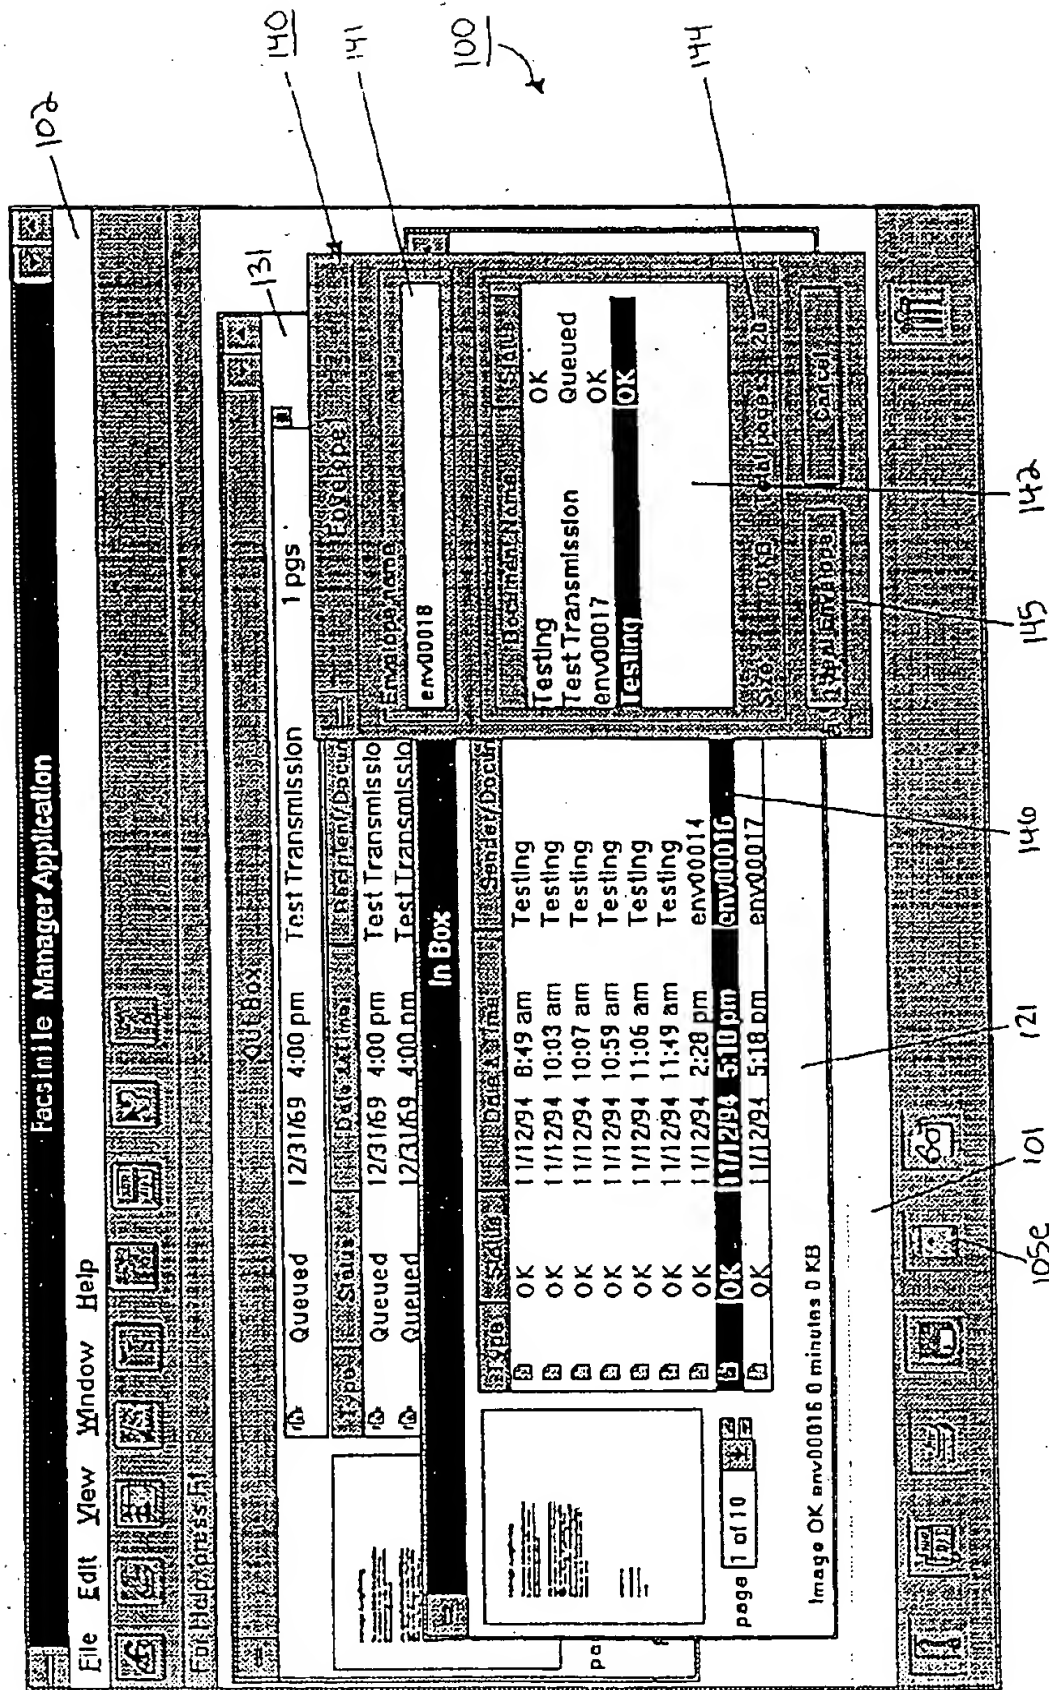 Facsimile Manager Application
File Edit View Window Help
For Help, press F1
Out Box
Queued 12/31/69 4:00 pm Test Transmission 1 pgs
Type Status Date & Time Recipient/Docum
Queued 12/31/69 4:00 pm Test Transmissio
Queued 12/31/69 4:00 pm Test Transmissio
In Box
Type Status Date & Time Sender/Docum
OK 11/12/94 8:49 am Testing
OK 11/12/94 10:03 am Testing
OK 11/12/94 10:07 am Testing
OK 11/12/94 10:59 am Testing
OK 11/12/94 11:06 am Testing
OK 11/12/94 11:49 am Testing
OK 11/12/94 2:28 pm env00014
OK 11/12/94 5:10 pm env00016
OK 11/12/94 5:18 pm env00017
page 1 of 10
Image OK env00016 0 minutes 0 KB
Envelope
Envelope name
env00018
Document Name Status
Testing OK
Test Transmission Queued
env00017 OK
Testing OK
Total pages: 20
Seal Envelope Cancel
102
131
140
141
100
144
142
145
146
121
101
105e